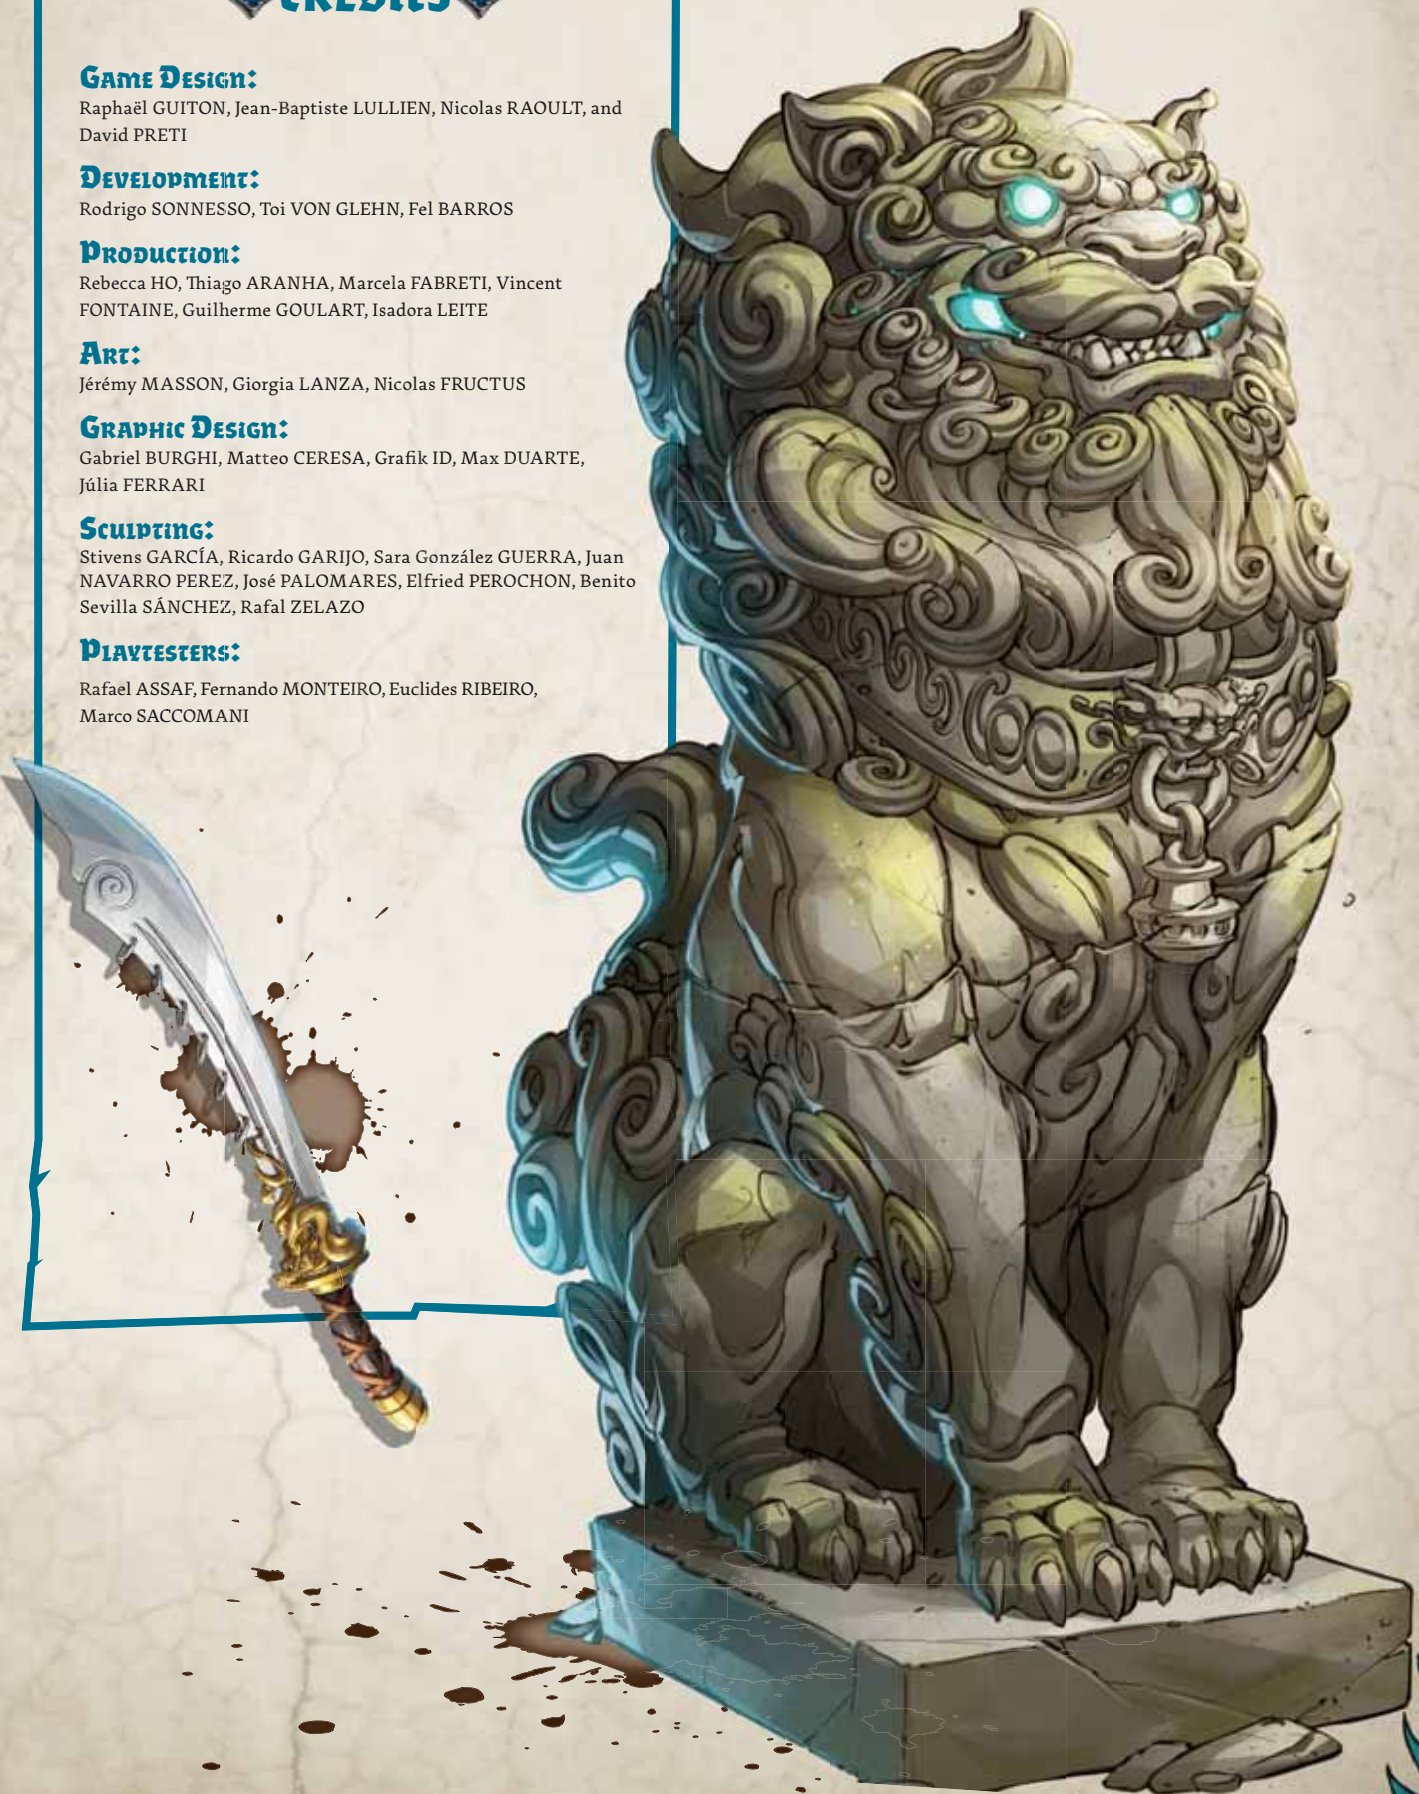 CREDITS
Game Design:
Raphaël GUITON, Jean-Baptiste LULLIEN, Nicolas RAOULT, and
David PRETI
Development:
Rodrigo SONNESSO, Toi VON GLEHN, Fel BARROS
Production:
Rebecca HO, Thiago ARANHA, Marcela FABRETI, Vincent
FONTAINE, Guilherme GOULART, Isadora LEITE
Art:
Jérémy MASSON, Giorgia LANZA, Nicolas FRUCTUS
Graphic Design:
Gabriel BURGHI, Matteo CERESA, Grafik ID, Max DUARTE,
Júlia FERRARI
Sculpting:
Stivens GARCÍA, Ricardo GARIJO, Sara González GUERRA, Juan
NAVARRO PEREZ, José PALOMARES, Elfried PEROCHON, Benito
Sevilla SÁNCHEZ, Rafal ZELAZO
Playtesters:
Rafael ASSAF, Fernando MONTEIRO, Euclides RIBEIRO,
Marco SACCOMANI